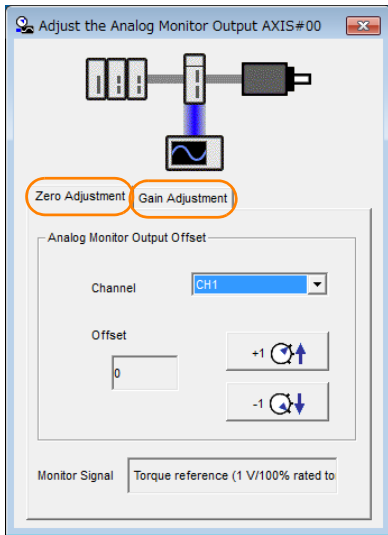 Adjust the Analog Monitor Output AXIS#00
Zero Adjustment
Gain Adjustment
Analog Monitor Output Offset
Channel
CH1
Offset
0
+1
-1
Monitor Signal
Torque reference (1 V/100% rated to